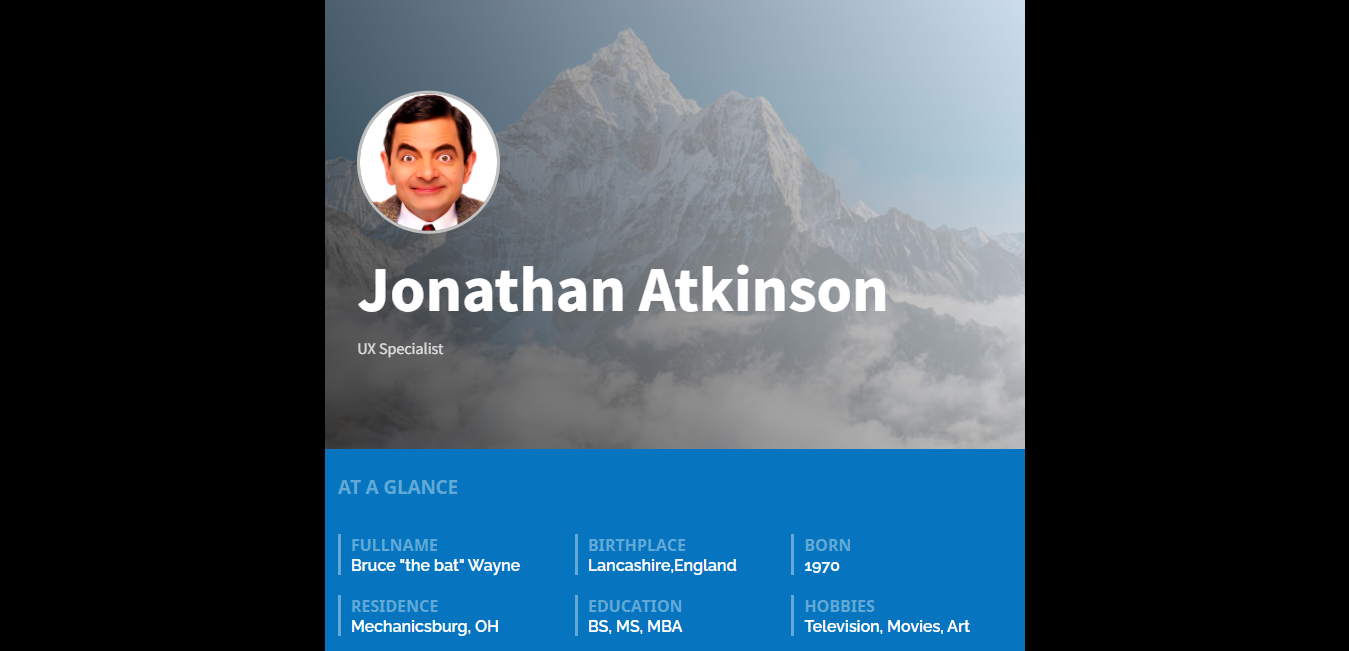 Jonathan Atkinson
UX Specialist
AT A GLANCE
FULLNAME
Bruce "the bat" Wayne
BIRTHPLACE
Lancashire,England
BORN
1970
RESIDENCE
Mechanicsburg, OH
EDUCATION
BS, MS, MBA
HOBBIES
Television, Movies, Art